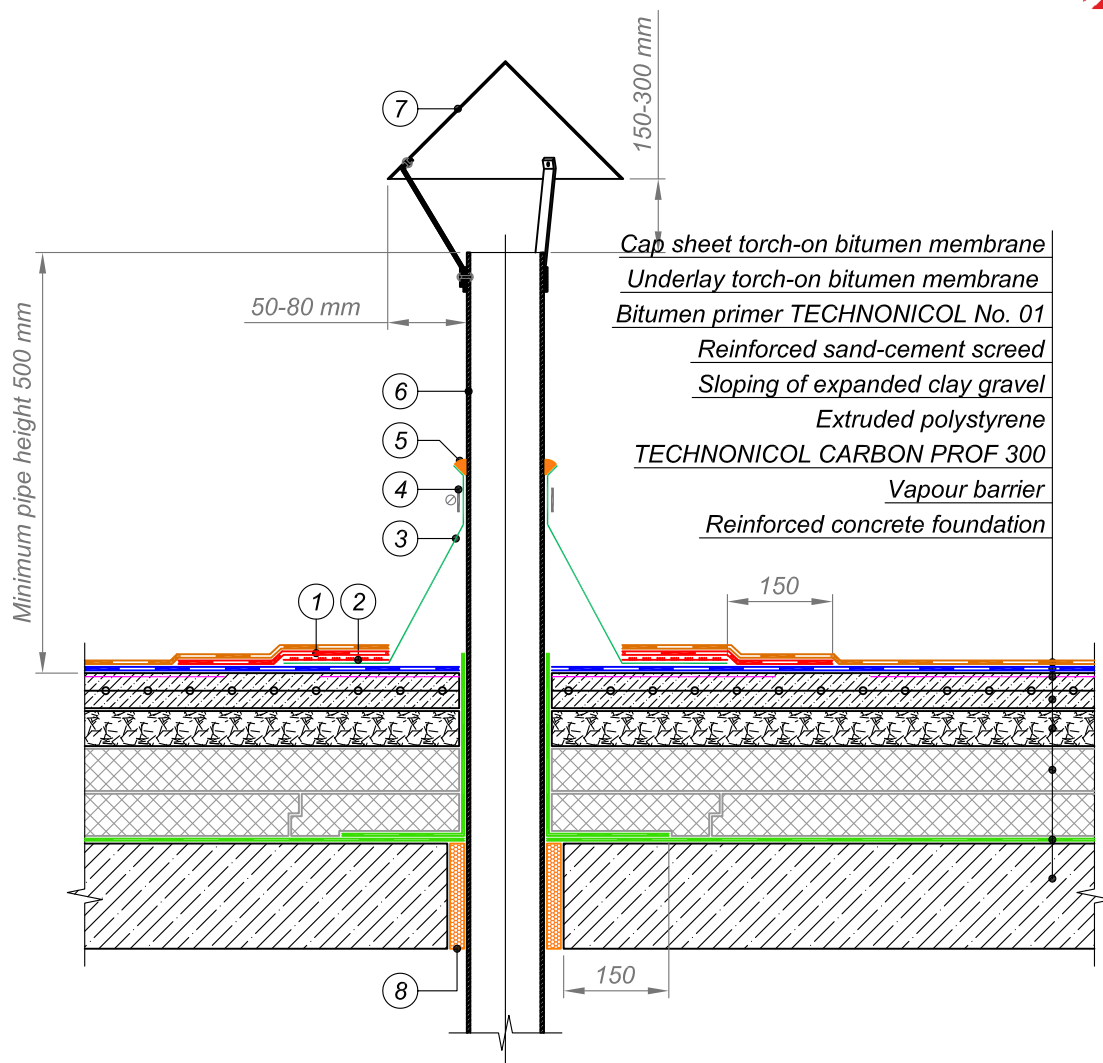 7
150-300 mm
Cap sheet torch-on bitumen membrane
Underlay torch-on bitumen membrane
50-80 mm
Bitumen primer TECHNONICOL No. 01
Reinforced sand-cement screed
Minimum pipe height 500 mm
6
Sloping of expanded clay gravel
Extruded polystyrene
5
TECHNONICOL CARBON PROF 300
4
Vapour barrier
3
Reinforced concrete foundation
1
2
150
8
150